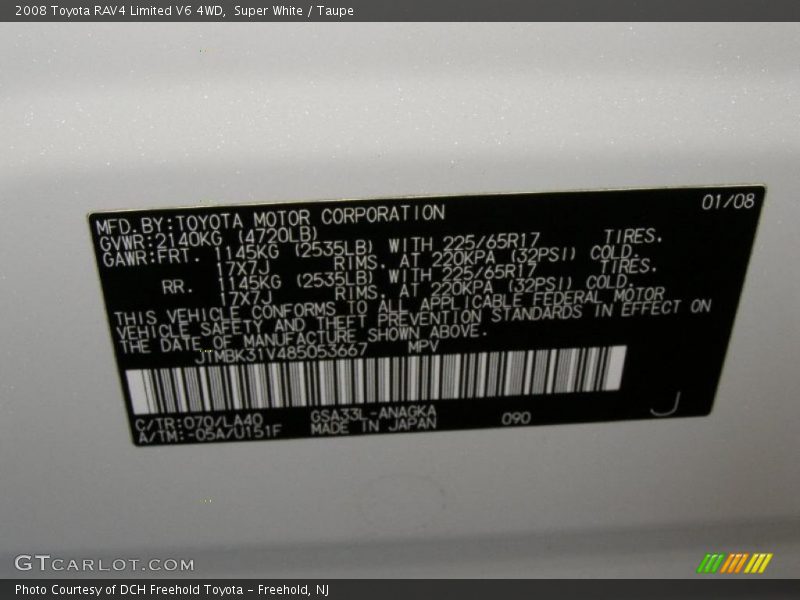 2008 Toyota RAV4 Limited V6 4WD,  Super White / Taupe
01/08
MFD.BY:TOYOTA MOTOR CORPORATION
GVWR:2140KG (4720LB)
GAWR:FRT. 1145KG (2535LB) WITH 225/65R17 TIRES.
17X7J RIMS, AT 220KPA (32PSI) COLD.
RR. 1145KG (2535LB) WITH 225/65R17 TIRES.
17X7J RIMS, AT 220KPA (32PSI) COLD.
THIS VEHICLE CONFORMS TO ALL APPLICABLE FEDERAL MOTOR
VEHICLE SAFETY AND THEFT PREVENTION STANDARDS IN EFFECT ON
THE DATE OF MANUFACTURE SHOWN ABOVE.
JTMBK31V485053667 MPV
C/TR:070/LA40 GSA33L-ANAGKA 090
A/TM:-05A/U151F MADE IN JAPAN
J
GTCARLOT.COM
Photo Courtesy of DCH Freehold Toyota – Freehold, NJ